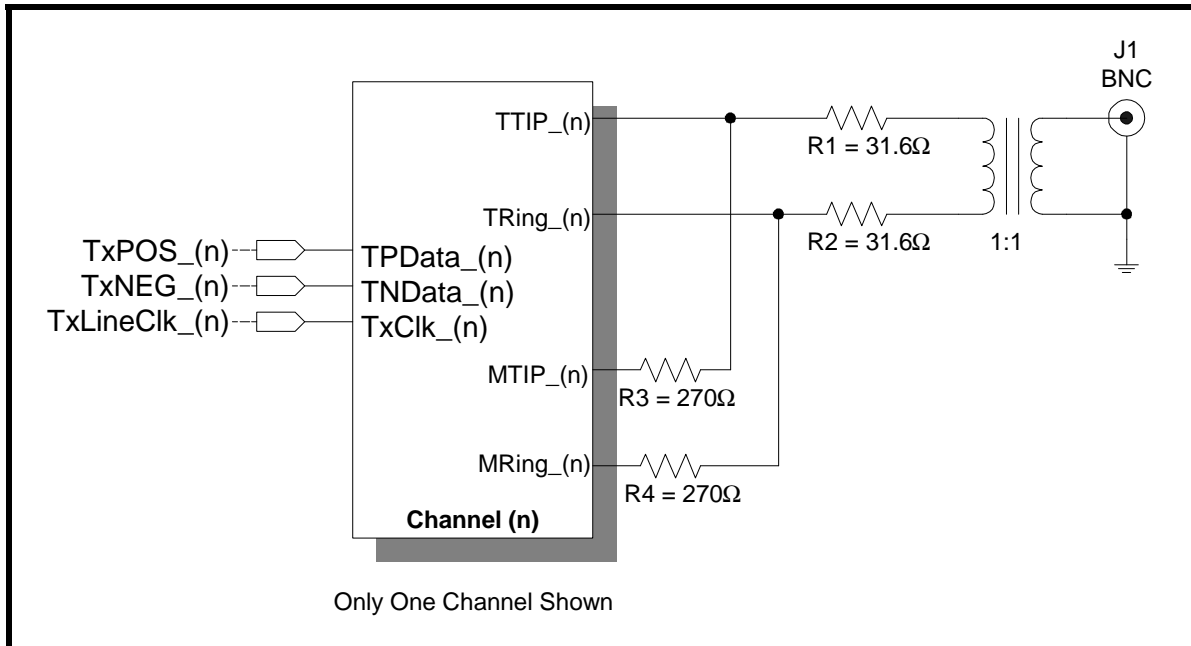 J1
BNC
TTIP_(n)
R1 = 31.6Ω
TRing_(n)
R2 = 31.6Ω
1:1
TxPOS_(n)
TPData_(n)
TxNEG_(n)
TNData_(n)
TxLineClk_(n)
TxClk_(n)
MTIP_(n)
R3 = 270Ω
MRing_(n)
R4 = 270Ω
Channel (n)
Only One Channel Shown